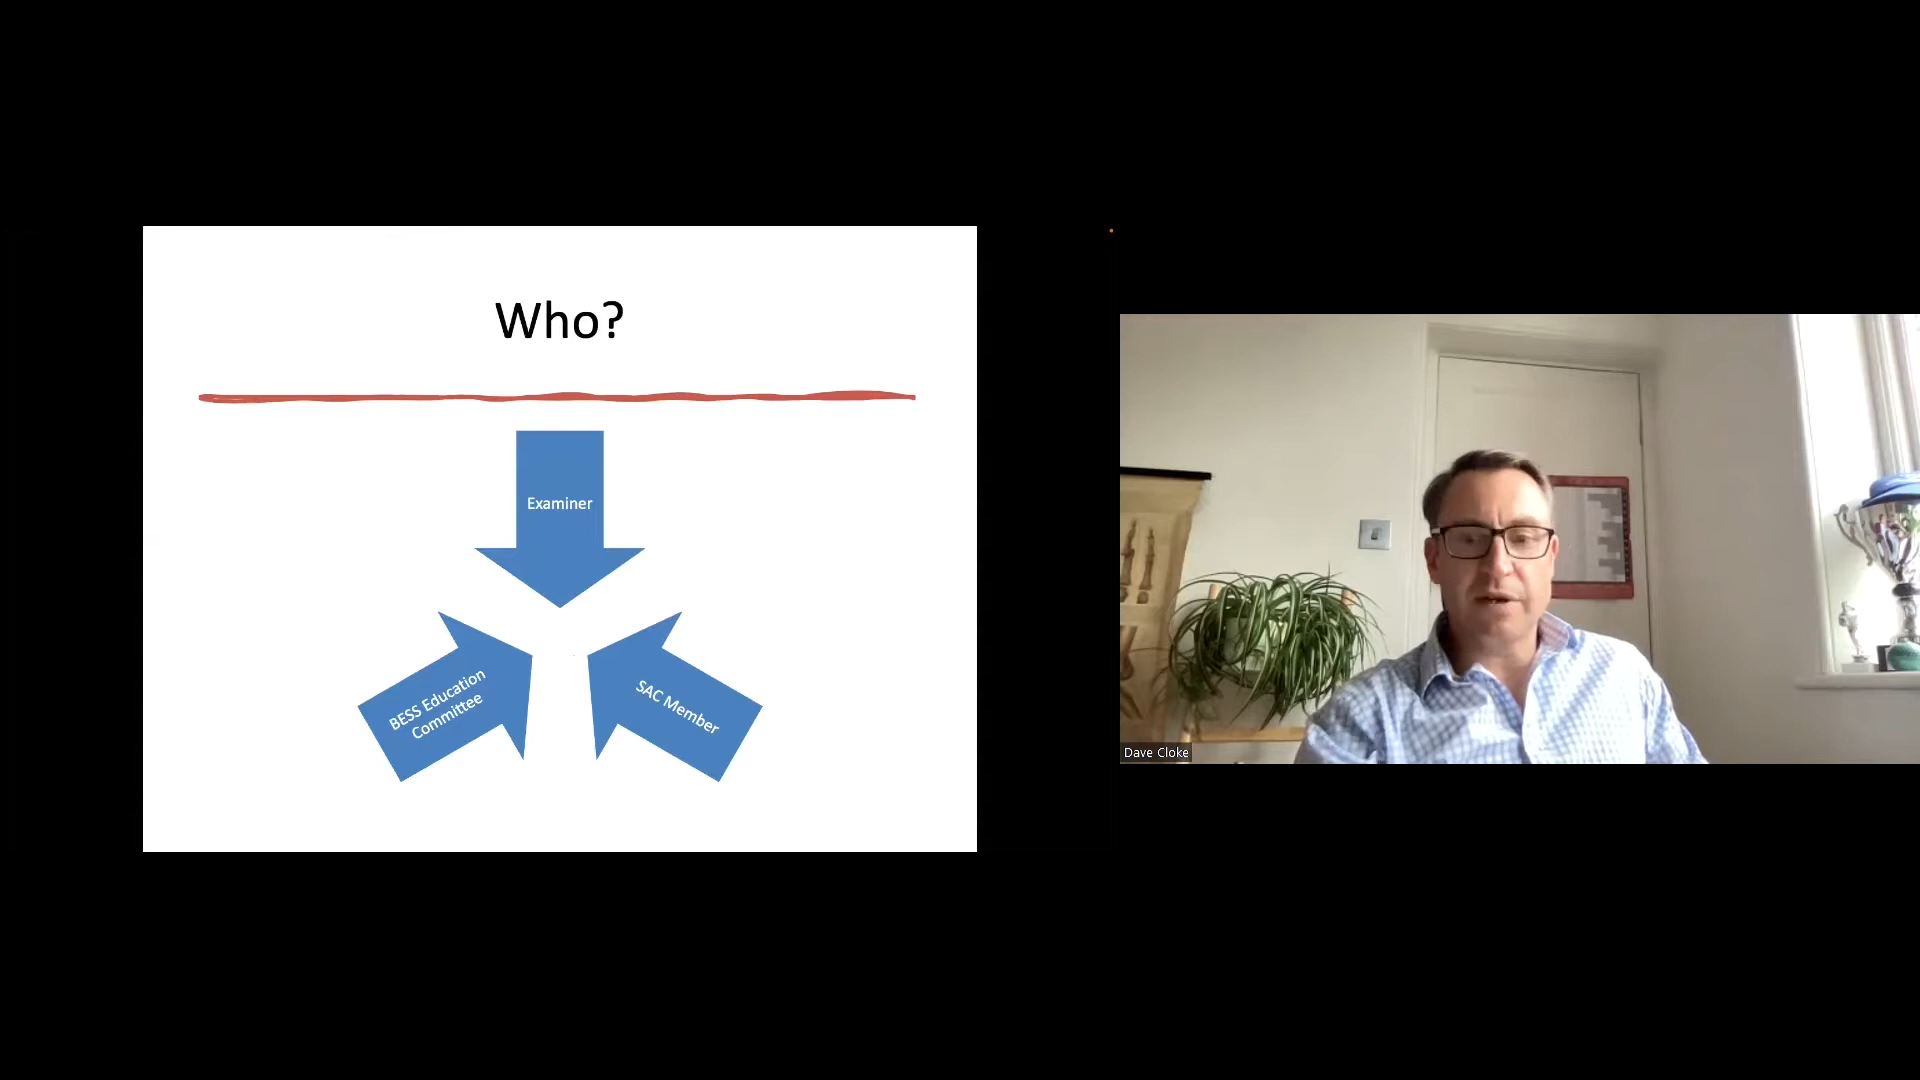 Who?
Examiner
BESS Education
Committee
SAC Member
Dave Cloke